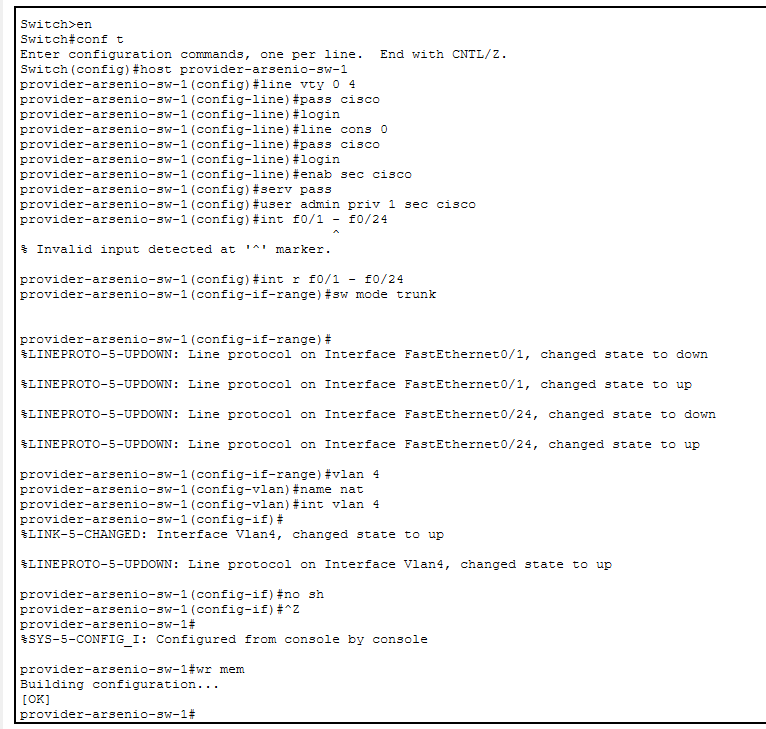 Switch>en
Switch#conf t
Enter configuration commands, one per line.  End with CNTL/Z.
Switch(config)#host provider-arsenio-sw-1
provider-arsenio-sw-1(config)#line vty 0 4
provider-arsenio-sw-1(config-line)#pass cisco
provider-arsenio-sw-1(config-line)#login
provider-arsenio-sw-1(config-line)#line cons 0
provider-arsenio-sw-1(config-line)#pass cisco
provider-arsenio-sw-1(config-line)#login
provider-arsenio-sw-1(config-line)#enab sec cisco
provider-arsenio-sw-1(config)#serv pass
provider-arsenio-sw-1(config)#user admin priv 1 sec cisco
provider-arsenio-sw-1(config)#int f0/1 - f0/24
^
% Invalid input detected at '^' marker.
provider-arsenio-sw-1(config)#int r f0/1 - f0/24
provider-arsenio-sw-1(config-if-range)#sw mode trunk
provider-arsenio-sw-1(config-if-range)#
%LINEPROTO-5-UPDOWN: Line protocol on Interface FastEthernet0/1, changed state to down
%LINEPROTO-5-UPDOWN: Line protocol on Interface FastEthernet0/1, changed state to up
%LINEPROTO-5-UPDOWN: Line protocol on Interface FastEthernet0/24, changed state to down
%LINEPROTO-5-UPDOWN: Line protocol on Interface FastEthernet0/24, changed state to up
provider-arsenio-sw-1(config-if-range)#vlan 4
provider-arsenio-sw-1(config-vlan)#name nat
provider-arsenio-sw-1(config-vlan)#int vlan 4
provider-arsenio-sw-1(config-if)#
%LINK-5-CHANGED: Interface Vlan4, changed state to up
%LINEPROTO-5-UPDOWN: Line protocol on Interface Vlan4, changed state to up
provider-arsenio-sw-1(config-if)#no sh
provider-arsenio-sw-1(config-if)#^Z
provider-arsenio-sw-1#
%SYS-5-CONFIG_I: Configured from console by console
provider-arsenio-sw-1#wr mem
Building configuration...
[OK]
provider-arsenio-sw-1#